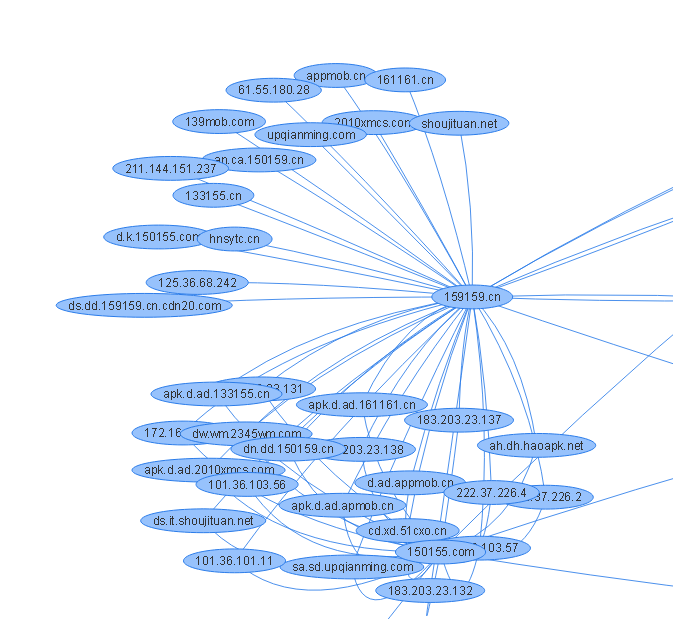 appmob.cn
161161.cn
61.55.180.28
139mob.com
2010xmcs.com
shoujituan.net
upqianming.com
an.ca.150159.cn
211.144.151.237
133155.cn
d.k.150155.com
hnsytc.cn
125.36.68.242
159159.cn
ds.dd.159159.cn.cdn20.com
23.131
apk.d.ad.133155.cn
apk.d.ad.161161.cn
183.203.23.137
172.16
dw.wm.2345wm.com
dn.dd.150159.cn
203.23.138
ah.dh.haoapk.net
apk.d.ad.2010xmcs.com
101.36.103.56
d.ad.appmob.cn
222.37.226.4
37.226.2
apk.d.ad.apmob.cn
ds.it.shoujituan.net
cd.xd.51cxo.cn
150155.com
103.57
101.36.101.11
sa.sd.upqianming.com
183.203.23.132